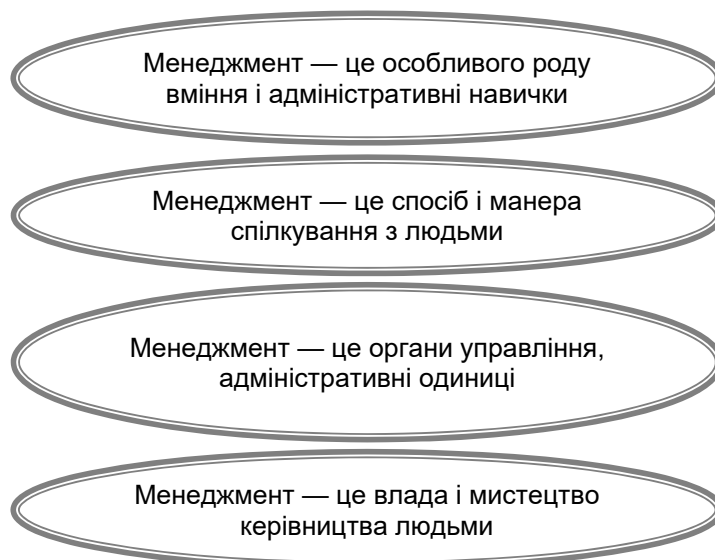 Менеджмент — це особливого роду
вміння і адміністративні навички
Менеджмент — це спосіб і манера
спілкування з людьми
Менеджмент — це органи управління,
адміністративні одиниці
Менеджмент — це влада і мистецтво
керівництва людьми